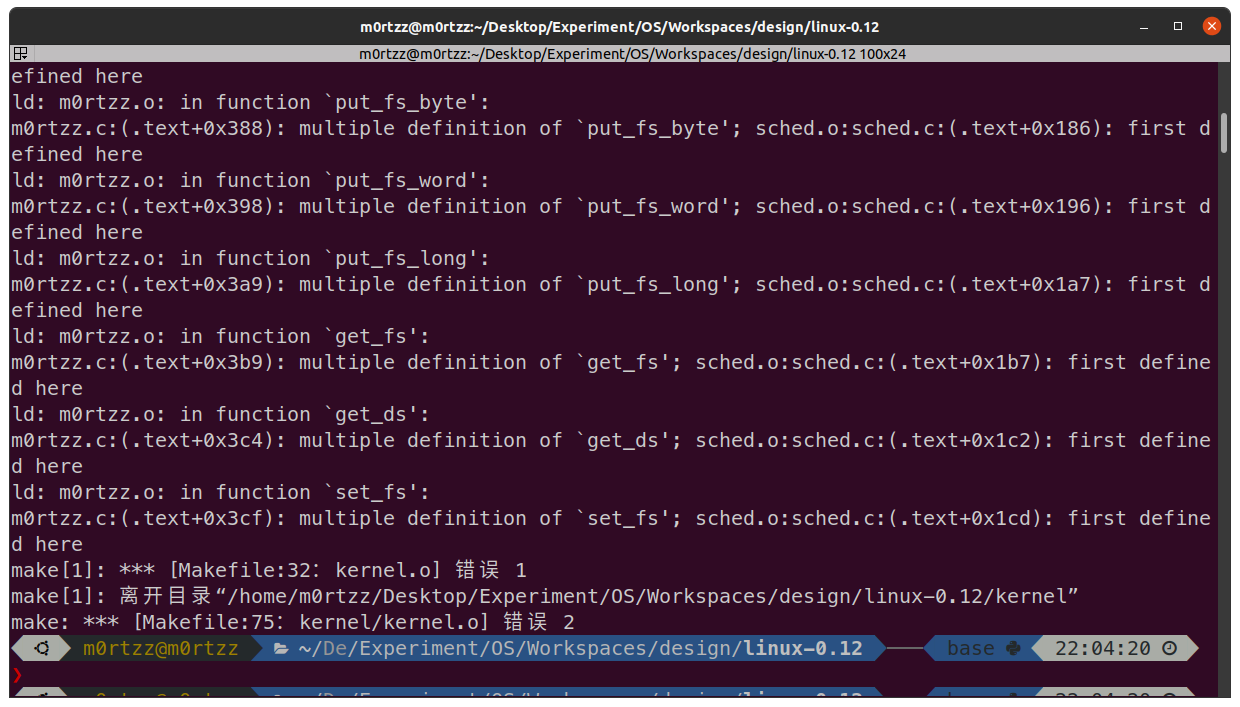 m0rtzz@m0rtzz:~/Desktop/Experiment/OS/Workspaces/design/linux-0.12
m0rtzz@m0rtzz:~/Desktop/Experiment/OS/Workspaces/design/linux-0.12 100x24
efined here
ld: m0rtzz.o: in function `put_fs_byte':
m0rtzz.c:(.text+0x388): multiple definition of `put_fs_byte'; sched.o:sched.c:(.text+0x186): first d
efined here
ld: m0rtzz.o: in function `put_fs_word':
m0rtzz.c:(.text+0x398): multiple definition of `put_fs_word'; sched.o:sched.c:(.text+0x196): first d
efined here
ld: m0rtzz.o: in function `put_fs_long':
m0rtzz.c:(.text+0x3a9): multiple definition of `put_fs_long'; sched.o:sched.c:(.text+0x1a7): first d
efined here
ld: m0rtzz.o: in function `get_fs':
m0rtzz.c:(.text+0x3b9): multiple definition of `get_fs'; sched.o:sched.c:(.text+0x1b7): first define
d here
ld: m0rtzz.o: in function `get_ds':
m0rtzz.c:(.text+0x3c4): multiple definition of `get_ds'; sched.o:sched.c:(.text+0x1c2): first define
d here
ld: m0rtzz.o: in function `set_fs':
m0rtzz.c:(.text+0x3cf): multiple definition of `set_fs'; sched.o:sched.c:(.text+0x1cd): first define
d here
make[1]: *** [Makefile:32：kernel.o] 错误 1
make[1]: 离开目录“/home/m0rtzz/Desktop/Experiment/OS/Workspaces/design/linux-0.12/kernel”
make: *** [Makefile:75：kernel/kernel.o] 错误 2
m0rtzz@m0rtzz ~/De/Experiment/OS/Workspaces/design/linux-0.12 base 22:04:20
❯